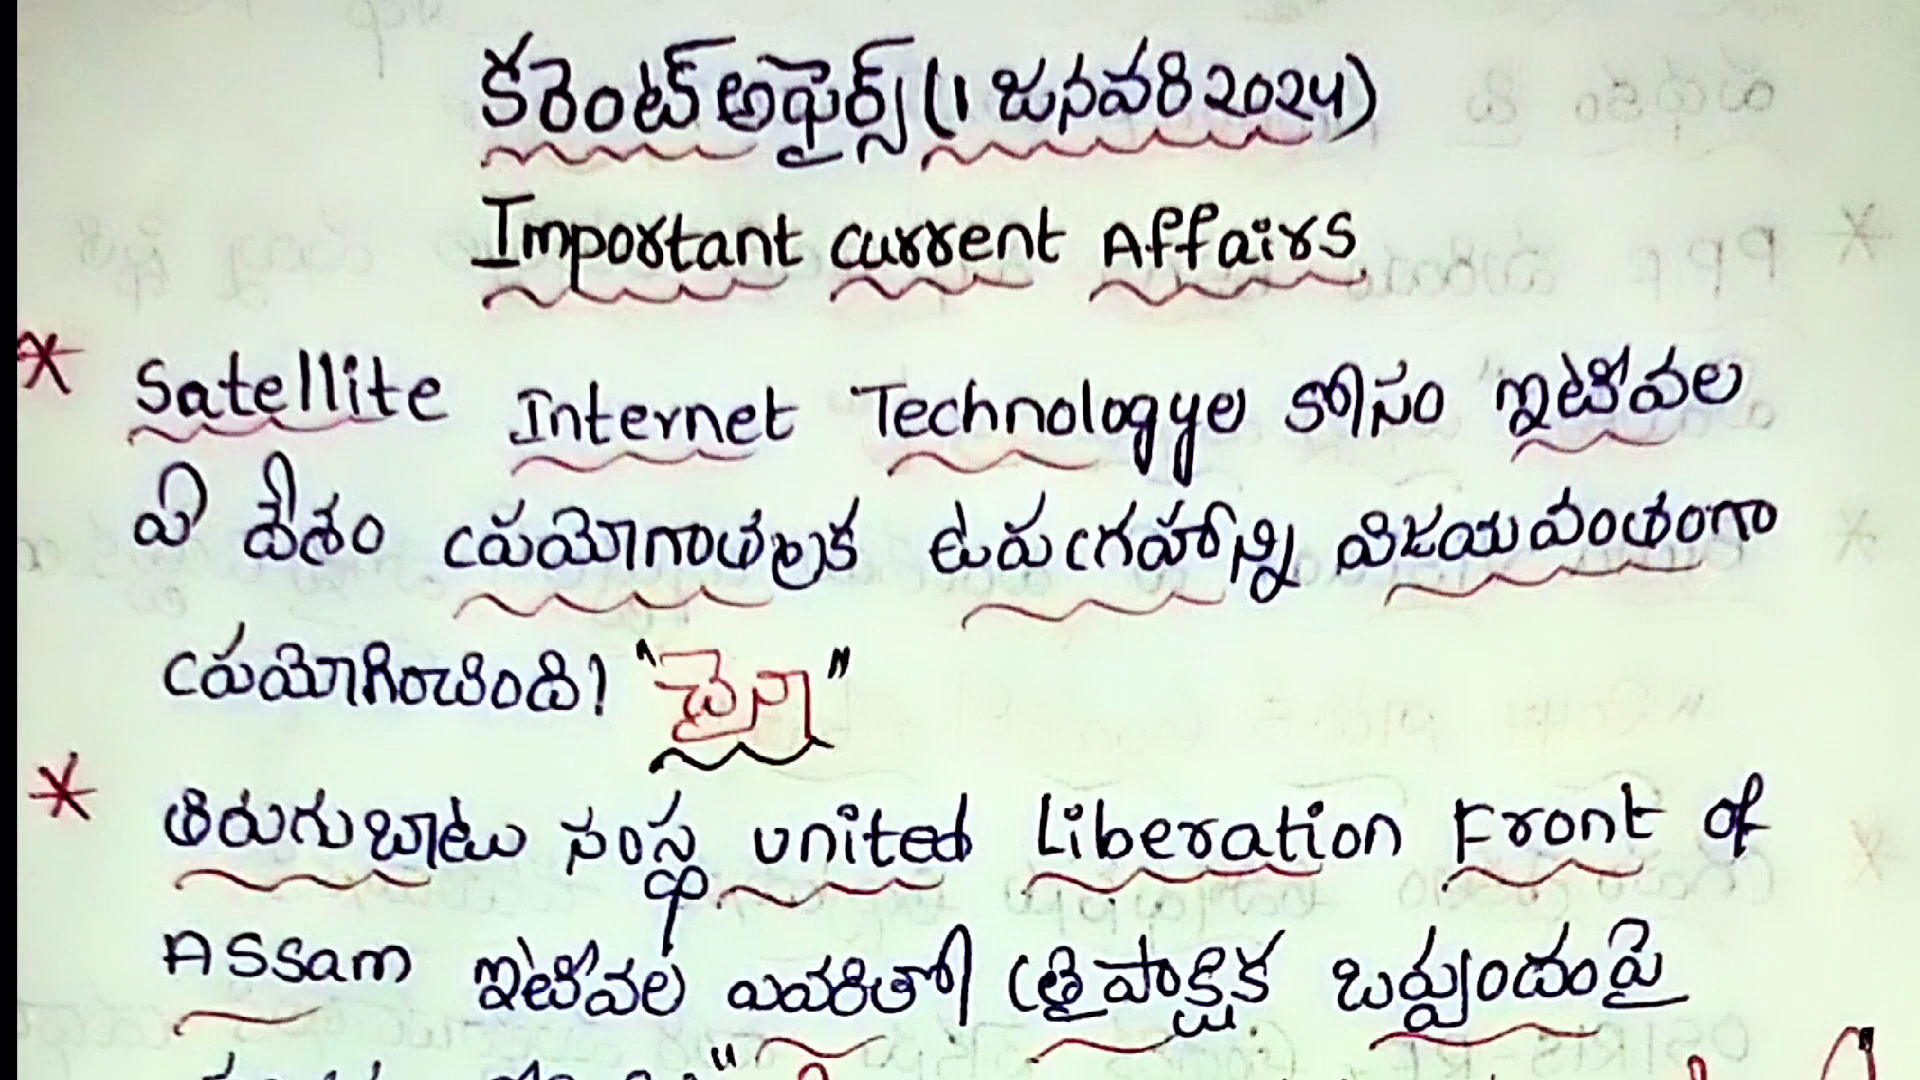 కరెంట్ అఫైర్స్ (1 జనవరి 2024)
Important current Affairs
* Satellite Internet Technologyల కోసం ఇటీవల
ఏ దేశం ప్రయోగాత్మక ఉపగ్రహాన్ని విజయవంతంగా
ప్రయోగించింది? "చైనా"
* తిరుగుబాటు సంస్థ united Liberation Front of
Assam ఇటీవల ఎవరితో త్రైపాక్షిక ఒప్పందంపై